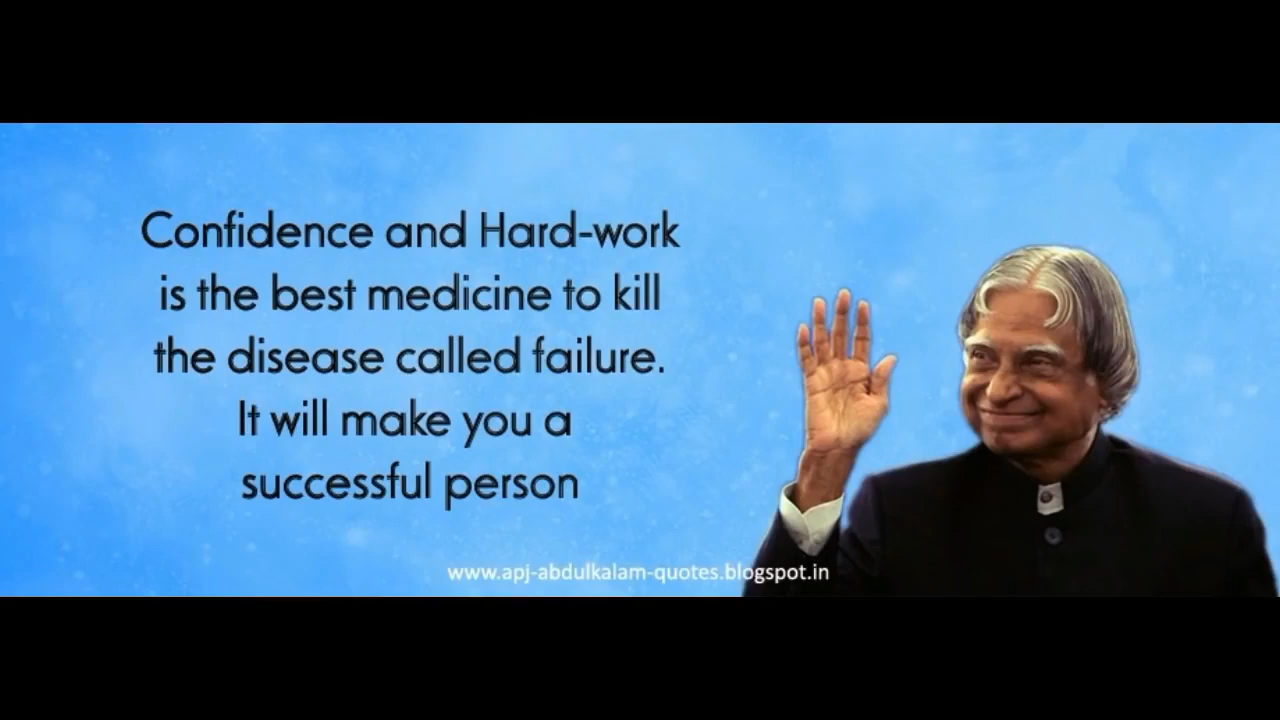 Confidence and Hard-work
is the best medicine to kill
the disease called failure.
It will make you a
successful person
www.apj-abdulkalam-quotes.blogspot.in